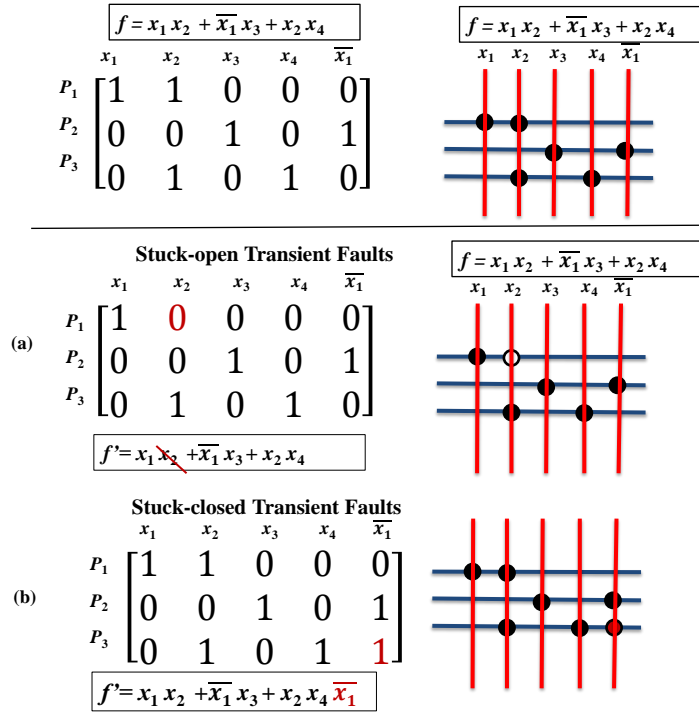 f = x₁ x₂ + x̅₁ x₃ + x₂ x₄
f = x₁ x₂ + x̅₁ x₃ + x₂ x₄
x₁ x₂ x₃ x₄ x̅₁
x₁ x₂ x₃ x₄ x̅₁
P₁ 1 1 0 0 0
P₂ 0 0 1 0 1
P₃ 0 1 0 1 0
Stuck-open Transient Faults
f = x₁ x₂ + x̅₁ x₃ + x₂ x₄
x₁ x₂ x₃ x₄ x̅₁
x₁ x₂ x₃ x₄ x̅₁
P₁ 1 0 0 0 0
(a)
P₂ 0 0 1 0 1
P₃ 0 1 0 1 0
f'= x₁ x₂ + x̅₁ x₃ + x₂ x₄
Stuck-closed Transient Faults
x₁ x₂ x₃ x₄ x̅₁
P₁ 1 1 0 0 0
(b)
P₂ 0 0 1 0 1
P₃ 0 1 0 1 1
f'= x₁ x₂ + x̅₁ x₃ + x₂ x₄ x̅₁